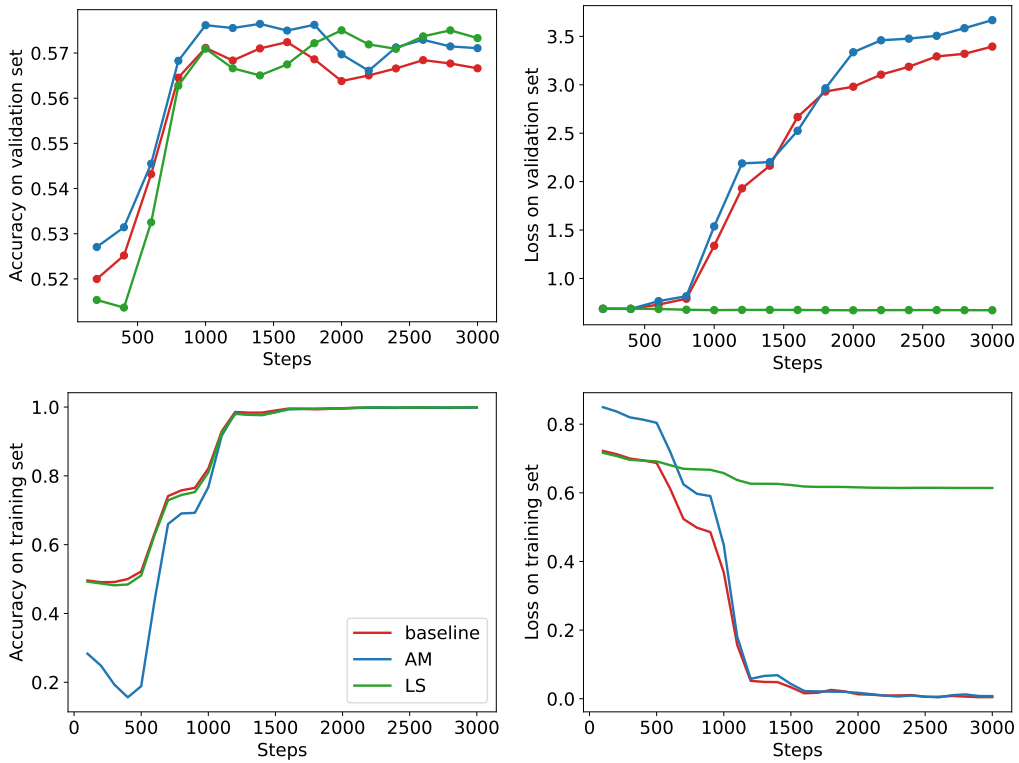 Accuracy on validation set
0.57
0.56
0.55
0.54
0.53
0.52
500 1000 1500 2000 2500 3000
Steps
Loss on validation set
3.5
3.0
2.5
2.0
1.5
1.0
500 1000 1500 2000 2500 3000
Steps
Accuracy on training set
1.0
0.8
0.6
0.4
0.2
baseline
AM
LS
0 500 1000 1500 2000 2500 3000
Steps
Loss on training set
0.8
0.6
0.4
0.2
0.0
0 500 1000 1500 2000 2500 3000
Steps